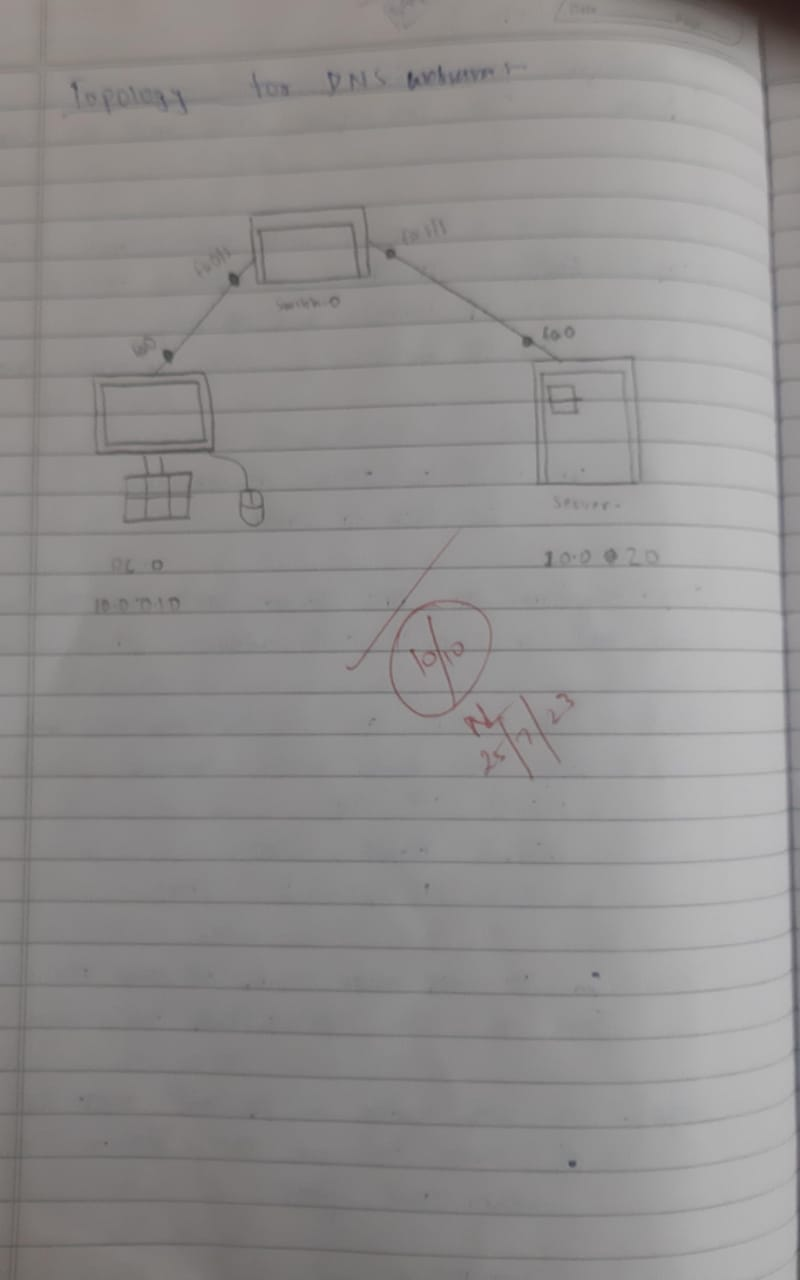 Topology for DNS
fa0/1
fa1/1
Switch-0
fa0
fa0
Server-
PC 0
10.0.0.20
10.0.0.10
10/10
25/7/23